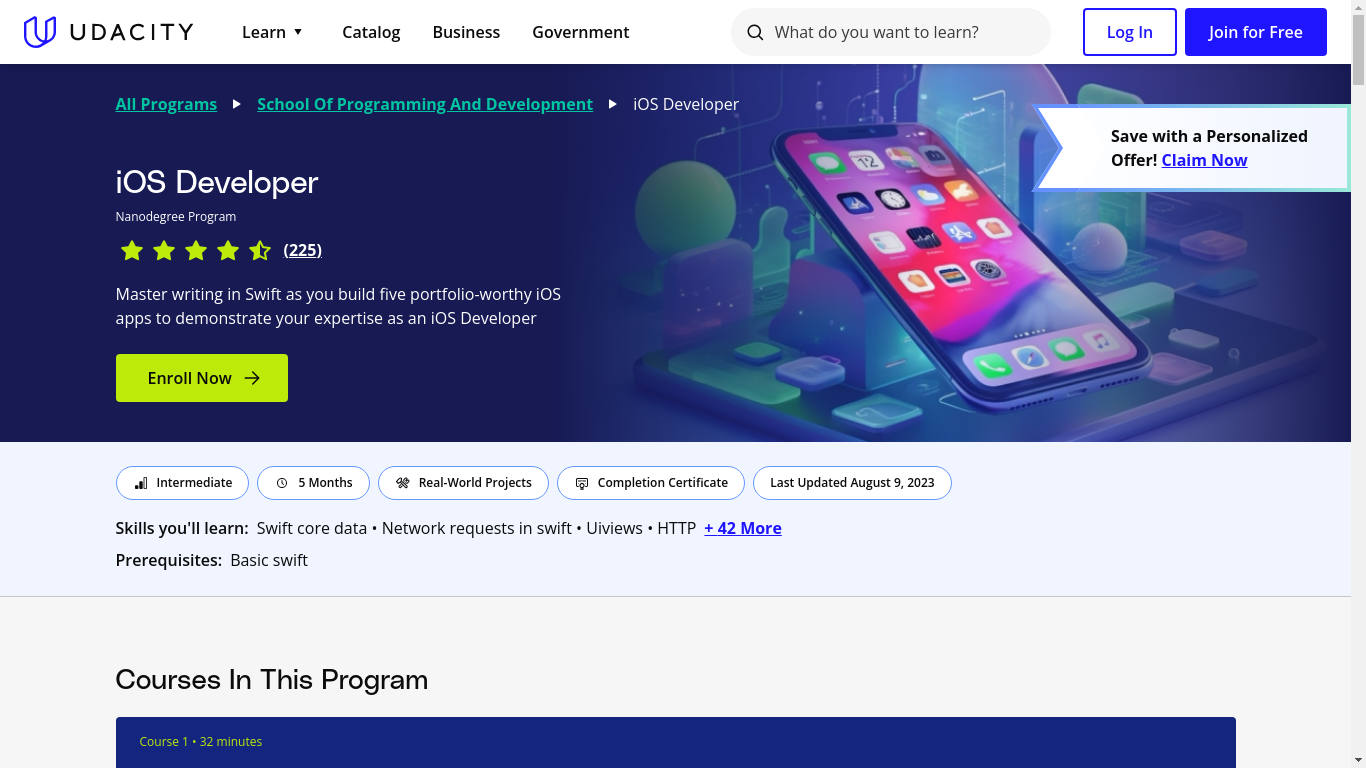 UDACITY
Learn
Catalog
Business
Government
What do you want to learn?
Log In
Join for Free
All Programs
School Of Programming And Development
iOS Developer
Save with a Personalized
Offer! Claim Now
iOS Developer
Nanodegree Program
(225)
Master writing in Swift as you build five portfolio-worthy iOS
apps to demonstrate your expertise as an iOS Developer
Enroll Now
Intermediate
5 Months
Real-World Projects
Completion Certificate
Last Updated August 9, 2023
Skills you'll learn: Swift core data • Network requests in swift • Uiviews • HTTP + 42 More
Prerequisites: Basic swift
Courses In This Program
Course 1 • 32 minutes